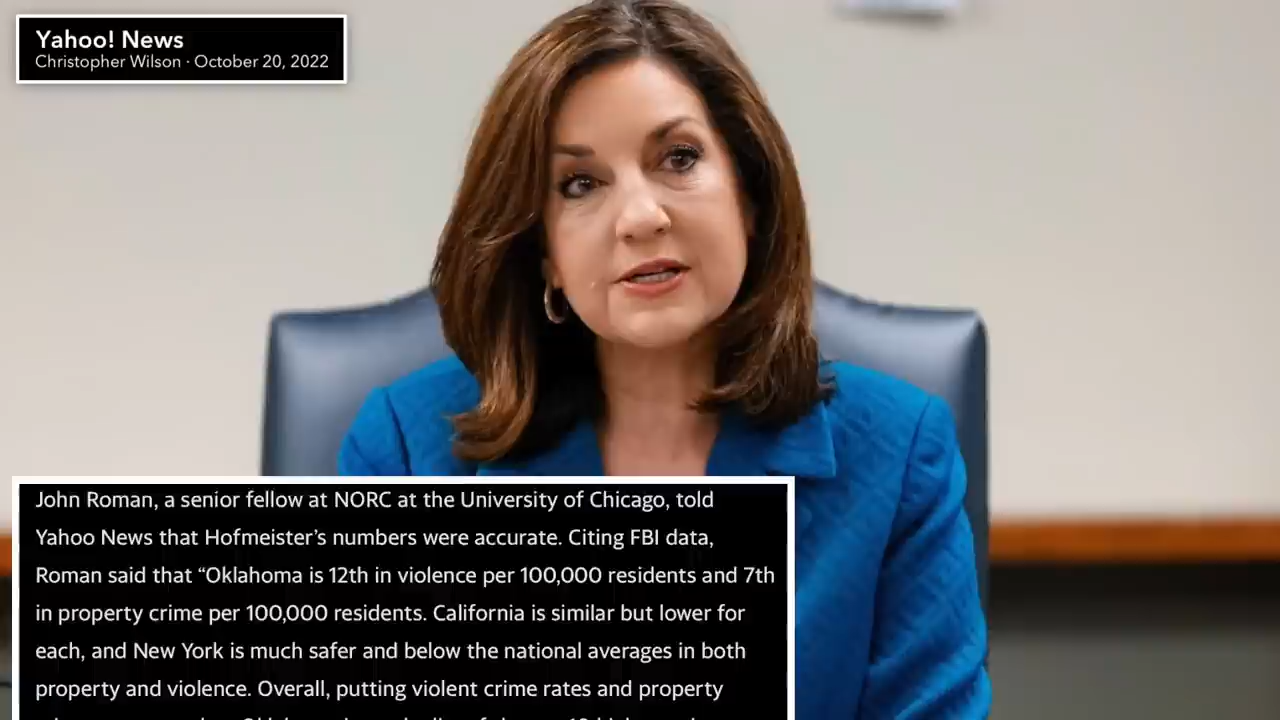 Yahoo! News
Christopher Wilson · October 20, 2022
John Roman, a senior fellow at NORC at the University of Chicago, told
Yahoo News that Hofmeister’s numbers were accurate. Citing FBI data,
Roman said that “Oklahoma is 12th in violence per 100,000 residents and 7th
in property crime per 100,000 residents. California is similar but lower for
each, and New York is much safer and below the national averages in both
property and violence. Overall, putting violent crime rates and property